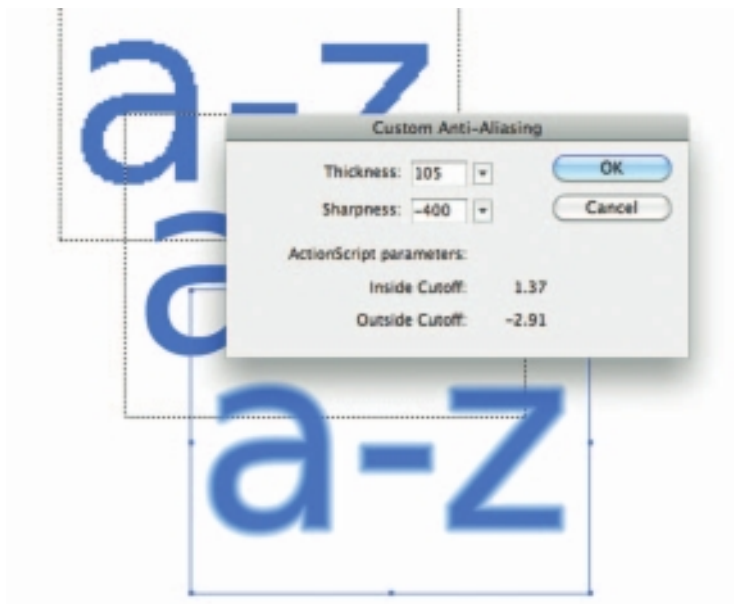 a-z
Custom Anti-Aliasing
Thickness: 105
OK
Sharpness: -400
Cancel
ActionScript parameters:
Inside Cutoff: 1.37
Outside Cutoff: -2.91
a
a-z